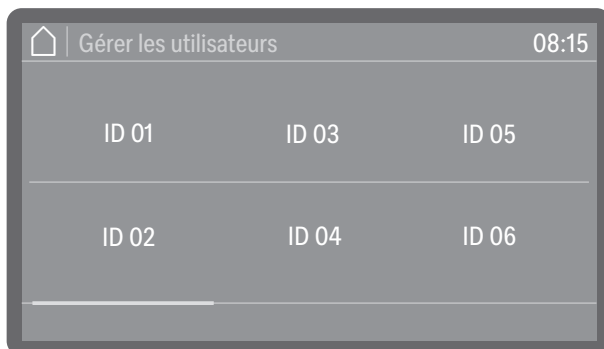 Gérer les utilisateurs 08:15
ID 01 ID 03 ID 05
ID 02 ID 04 ID 06